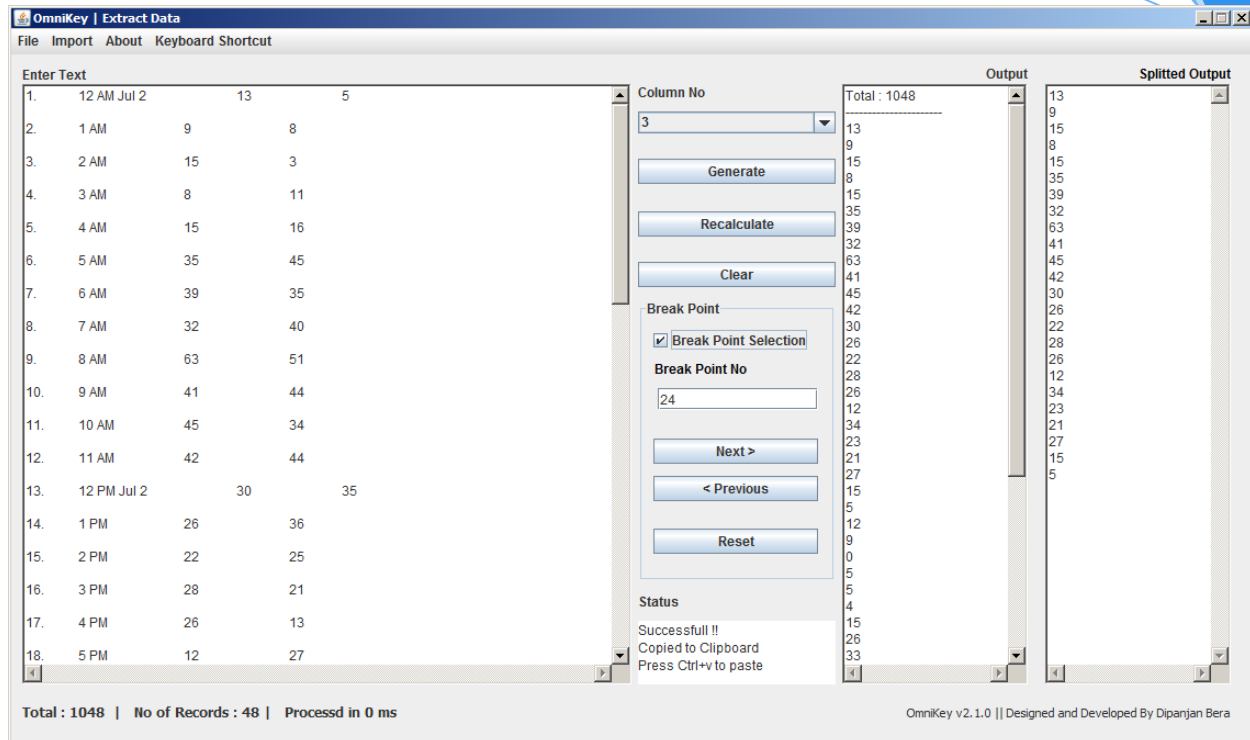 OmniKey | Extract Data
File Import About Keyboard Shortcut
Enter Text
1. 12 AM Jul 2 13 5
2. 1 AM 9 8
3. 2 AM 15 3
4. 3 AM 8 11
5. 4 AM 15 16
6. 5 AM 35 45
7. 6 AM 39 35
8. 7 AM 32 40
9. 8 AM 63 51
10. 9 AM 41 44
11. 10 AM 45 34
12. 11 AM 42 44
13. 12 PM Jul 2 30 35
14. 1 PM 26 36
15. 2 PM 22 25
16. 3 PM 28 21
17. 4 PM 26 13
18. 5 PM 12 27
Column No
3
Generate
Recalculate
Clear
Break Point
Break Point Selection
Break Point No
24
Next >
< Previous
Reset
Status
Successfull !!
Copied to Clipboard
Press Ctrl+v to paste
Output
Total : 1048
-----------------------
13
9
15
8
15
35
39
32
63
41
45
42
30
26
22
28
26
12
34
23
21
27
15
5
12
9
0
5
5
4
15
26
33
Splitted Output
13
9
15
8
15
35
39
32
63
41
45
42
30
26
22
28
26
12
34
23
21
27
15
5
Total : 1048 | No of Records : 48 | Processd in 0 ms
OmniKey v2.1.0 || Designed and Developed By Dipanjan Bera